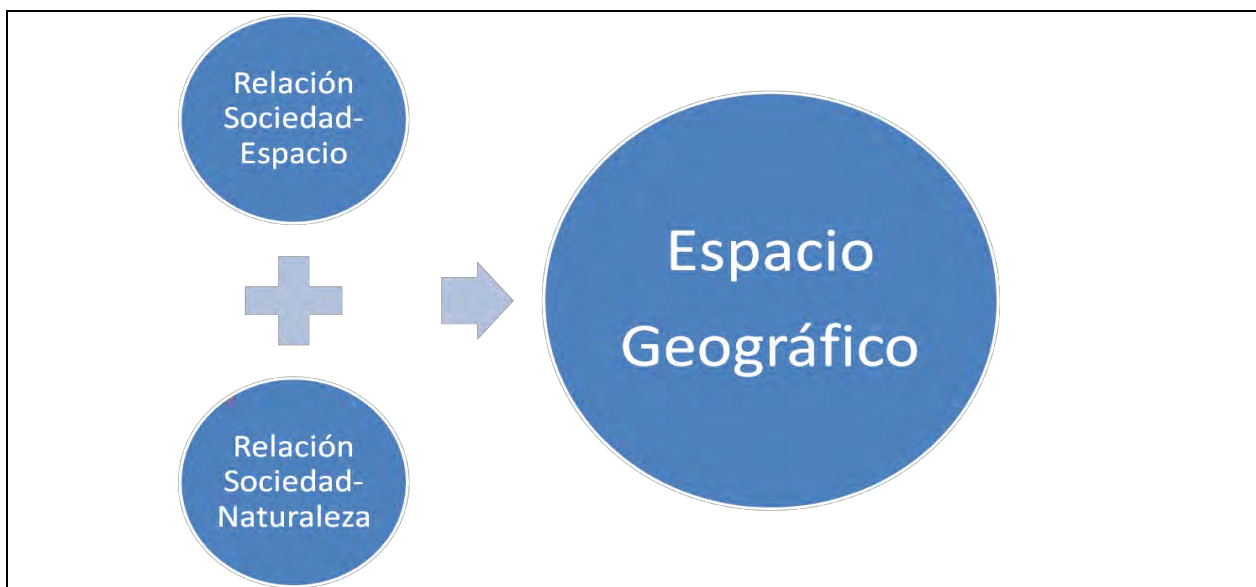 Relación
Sociedad-
Espacio
Relación
Sociedad-
Naturaleza
Espacio
Geográfico